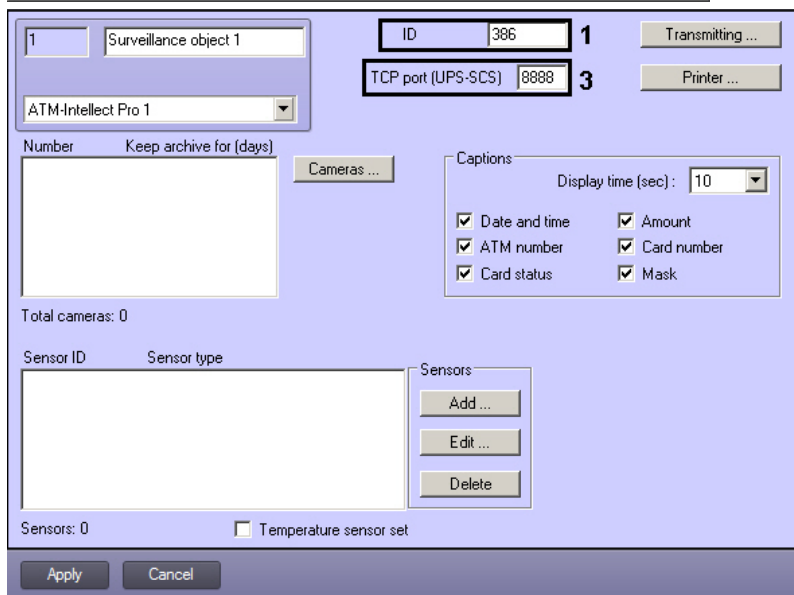 1 Surveillance object 1 ID 386 1 Transmitting ...
TCP port (UPS-SCS) 8888 3 Printer ...
ATM-Intellect Pro 1
Number Keep archive for (days)
Cameras ...
Captions
Display time (sec) : 10
Date and time Amount
ATM number Card number
Card status Mask
Total cameras: 0
Sensor ID Sensor type
Sensors
Add ...
Edit ...
Delete
Sensors: 0 Temperature sensor set
Apply Cancel